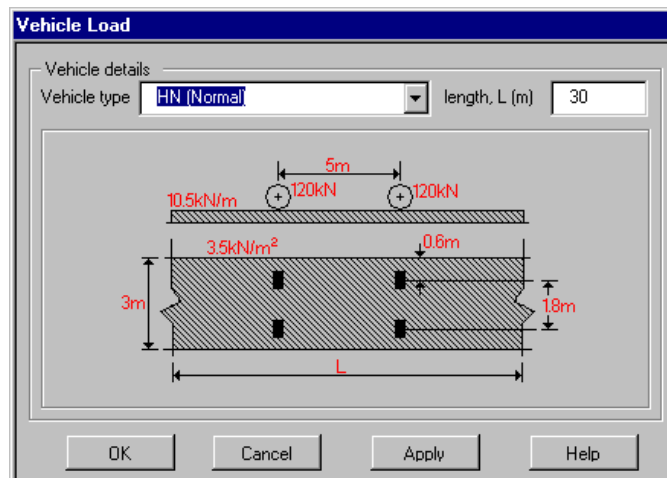 Vehicle Load
Vehicle details
Vehicle type HN (Normal) length, L (m) 30
5m
120kN 120kN
10.5kN/m
3.5kN/m² 0.6m
3m 1.8m
L
OK Cancel Apply Help